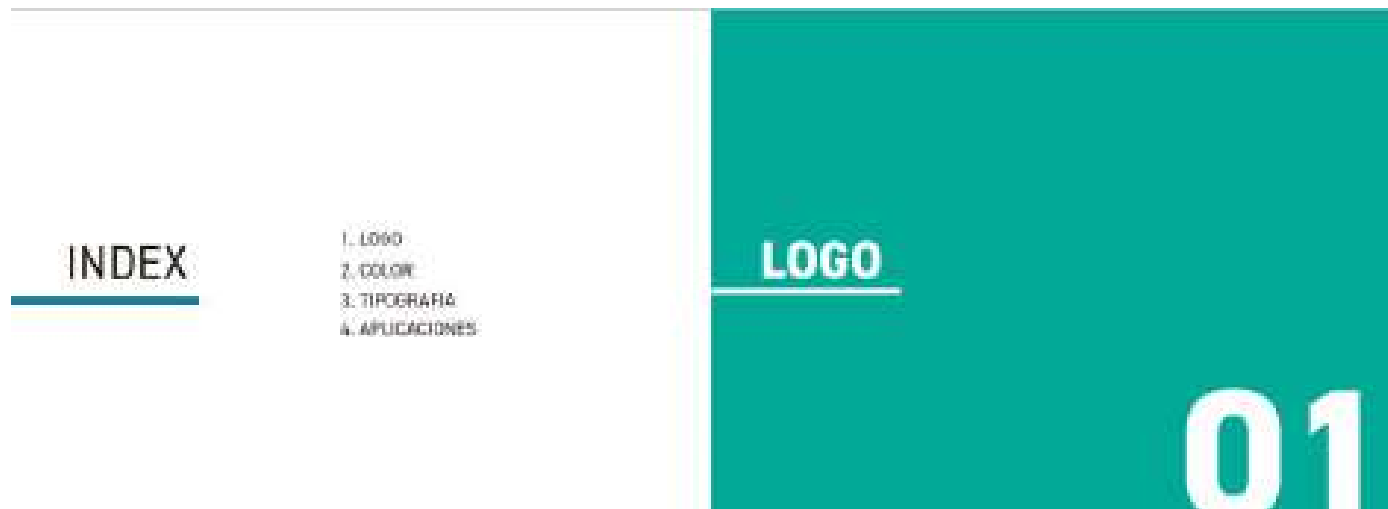 INDEX
1. LOGO
2. COLOR
3. TIPOGRAFIA
4. APLICACIONES
LOGO
01